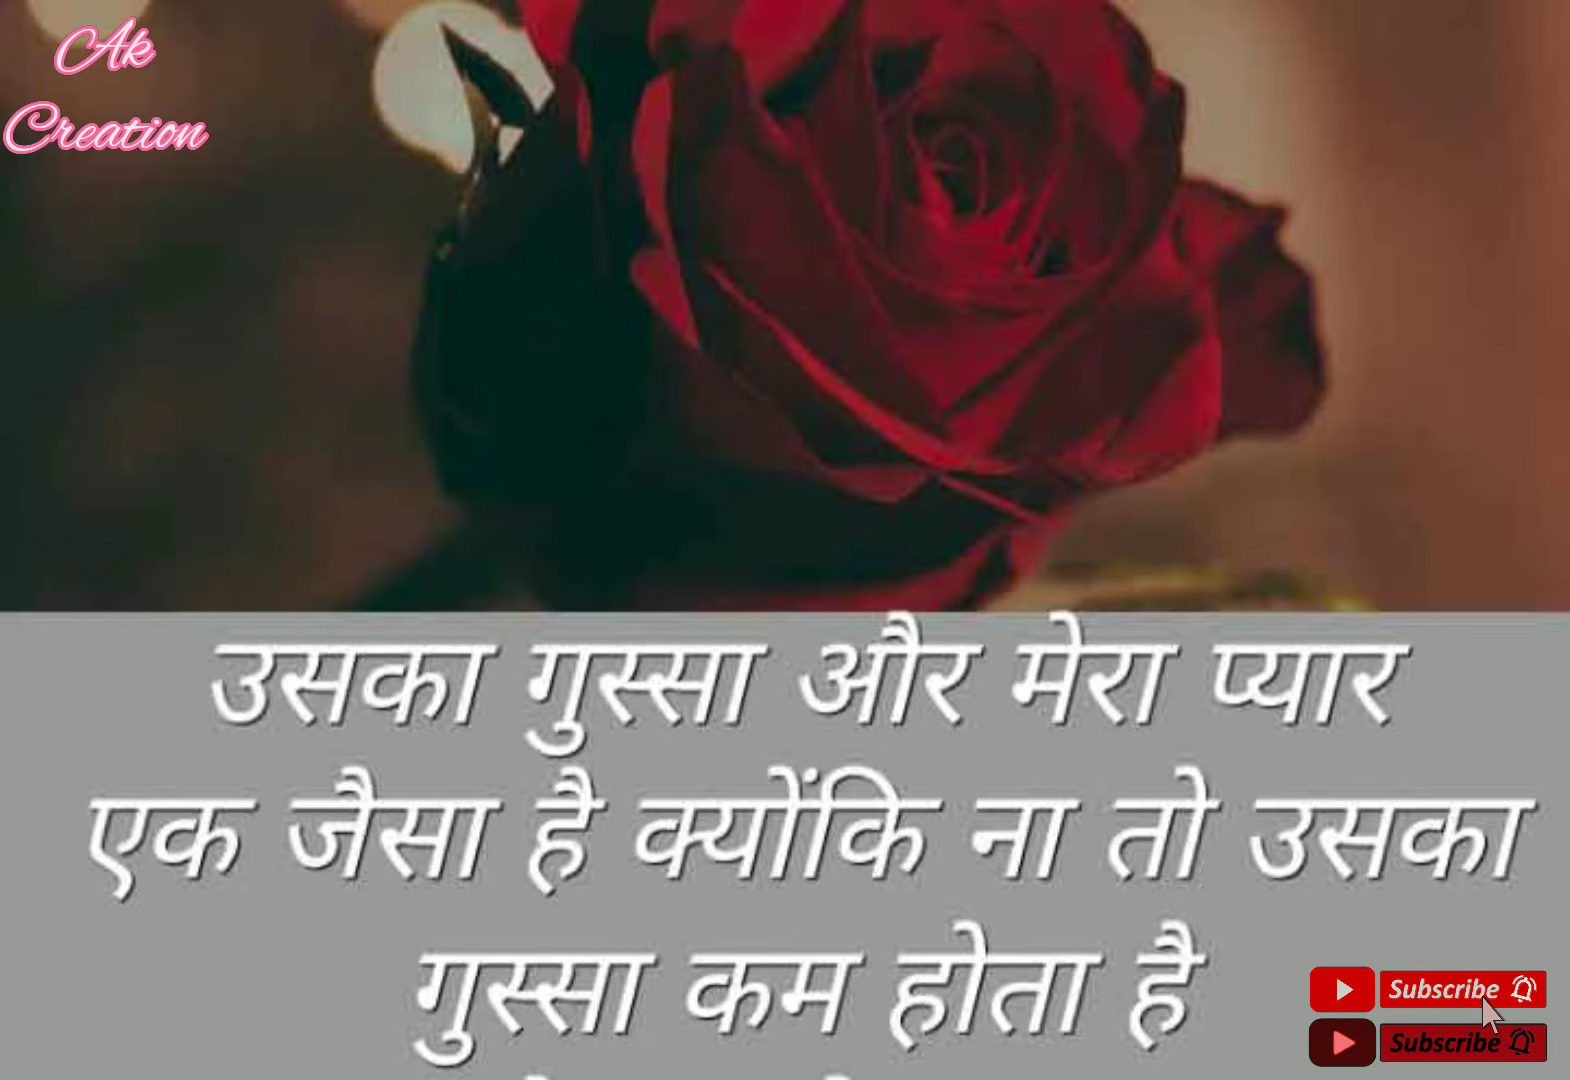 Ak
Creation
उसका गुस्सा और मेरा प्यार
एक जैसा है क्योंकि ना तो उसका
गुस्सा कम होता है
Subscribe
Subscribe